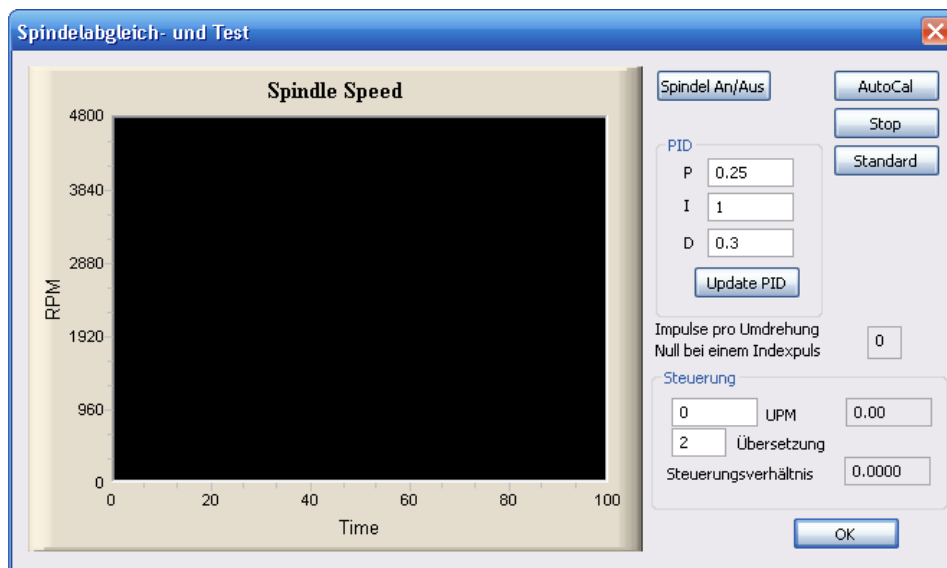 Spindelabgleich- und Test
Spindle Speed
4800
3840
2880
1920
960
0
RPM
0 20 40 60 80 100
Time
Spindel An/Aus
AutoCal
Stop
Standard
PID
P 0.25
I 1
D 0.3
Update PID
Impulse pro Umdrehung
Null bei einem Indexpuls
0
Steuerung
0 UPM 0.00
2 Übersetzung
Steuerungsverhältnis 0.0000
OK